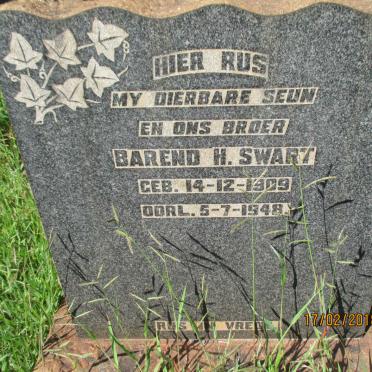 HIER RUS
MY DIERBARE SEUN
EN ONS BROER
BAREND H. SWART
GEB. 14-12-1909
OORL. 5-7-1948
RUS IN VREDE
17/02/201